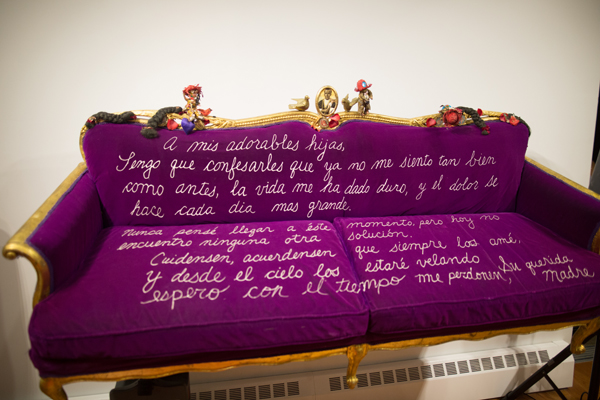 A mis adorables hijas,
Tengo que confesarles que ya no me siento tan bien
como antes, la vida me ha dado duro, y el dolor se
hace cada dia mas grande.
Nunca pensé llegar a éste momento, pero hoy no
encuentro ninguna otra solución.
Cuidensen, acuerdensen que siempre los amé,
Y desde el cielo los estaré velando
espero con el tiempo me perdonen, Su querida
Madre